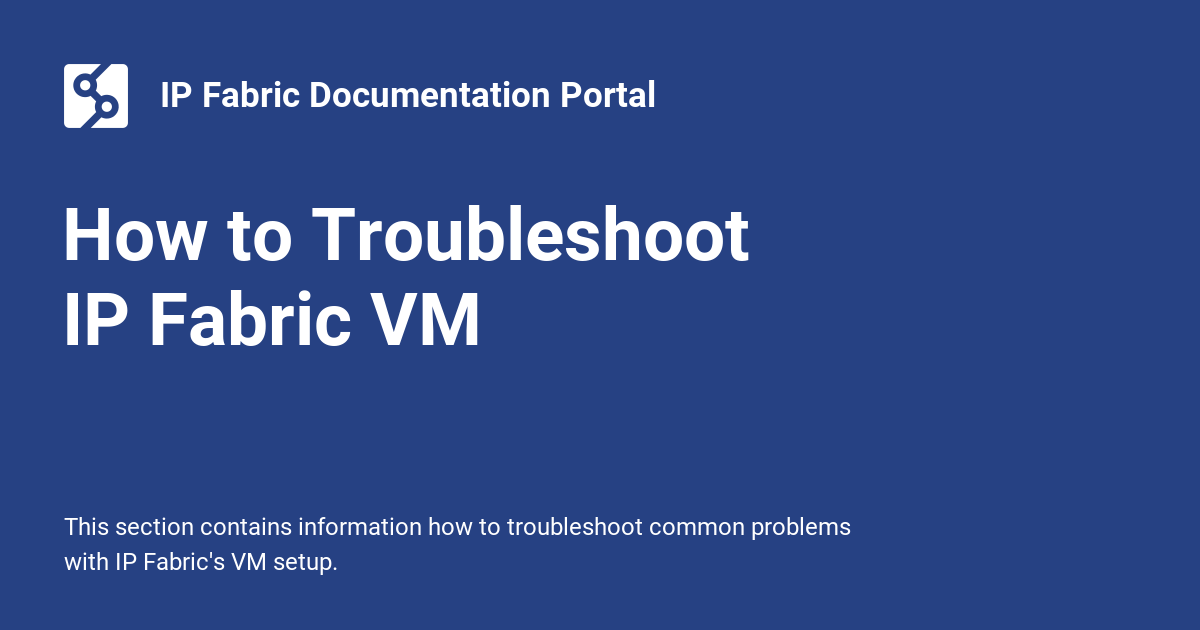 IP Fabric Documentation Portal
How to Troubleshoot
IP Fabric VM
This section contains information how to troubleshoot common problems
with IP Fabric's VM setup.